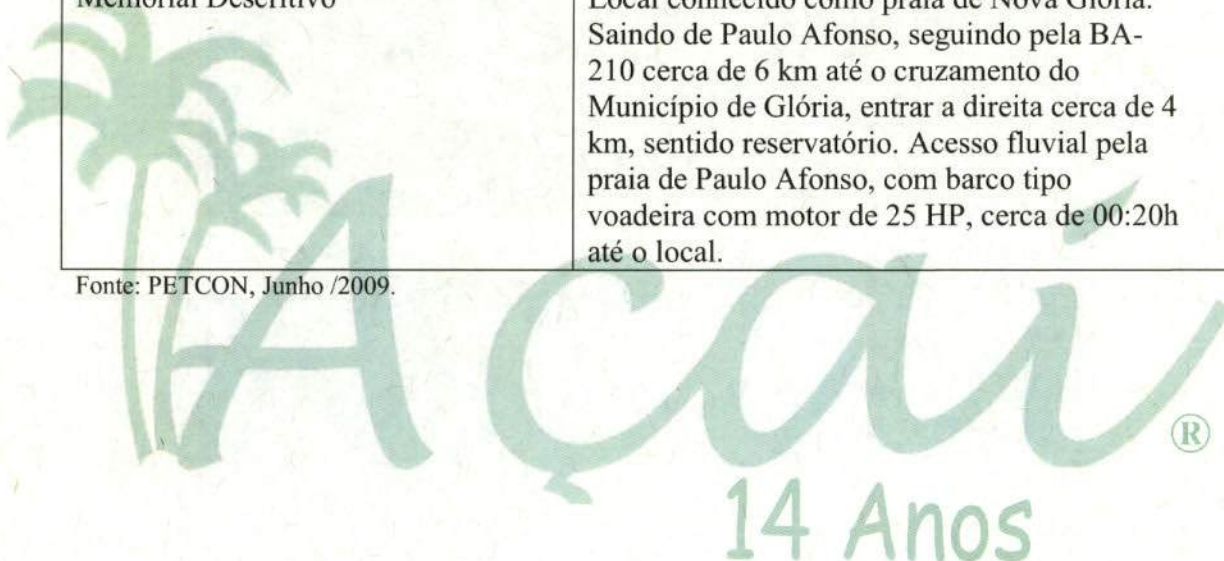 Memorial Descritivo
Local conhecido como praia de Nova Glória.
Saindo de Paulo Afonso, seguindo pela BA-
210 cerca de 6 km até o cruzamento do
Município de Glória, entrar a direita cerca de 4
km, sentido reservatório. Acesso fluvial pela
praia de Paulo Afonso, com barco tipo
voadeira com motor de 25 HP, cerca de 00:20h
até o local.
Fonte: PETCON, Junho /2009.
Açaí
®
14 Anos